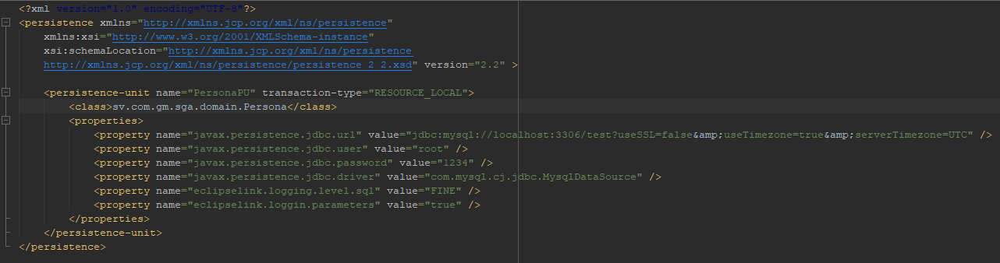 <?xml version="1.0" encoding="UTF-8"?>
<persistence xmlns="http://xmlns.jcp.org/xml/ns/persistence"
xmlns:xsi="http://www.w3.org/2001/XMLSchema-instance"
xsi:schemaLocation="http://xmlns.jcp.org/xml/ns/persistence
http://xmlns.jcp.org/xml/ns/persistence/persistence_2_2.xsd" version="2.2" >
<persistence-unit name="PersonaPU" transaction-type="RESOURCE_LOCAL">
<class>sv.com.gm.sga.domain.Persona</class>
<properties>
<property name="javax.persistence.jdbc.url" value="jdbc:mysql://localhost:3306/test?useSSL=false&amp;useTimezone=true&amp;serverTimezone=UTC" />
<property name="javax.persistence.jdbc.user" value="root" />
<property name="javax.persistence.jdbc.password" value="1234" />
<property name="javax.persistence.jdbc.driver" value="com.mysql.cj.jdbc.MysqlDataSource" />
<property name="eclipselink.logging.level.sql" value="FINE" />
<property name="eclipselink.loggin.parameters" value="true" />
</properties>
</persistence-unit>
</persistence>